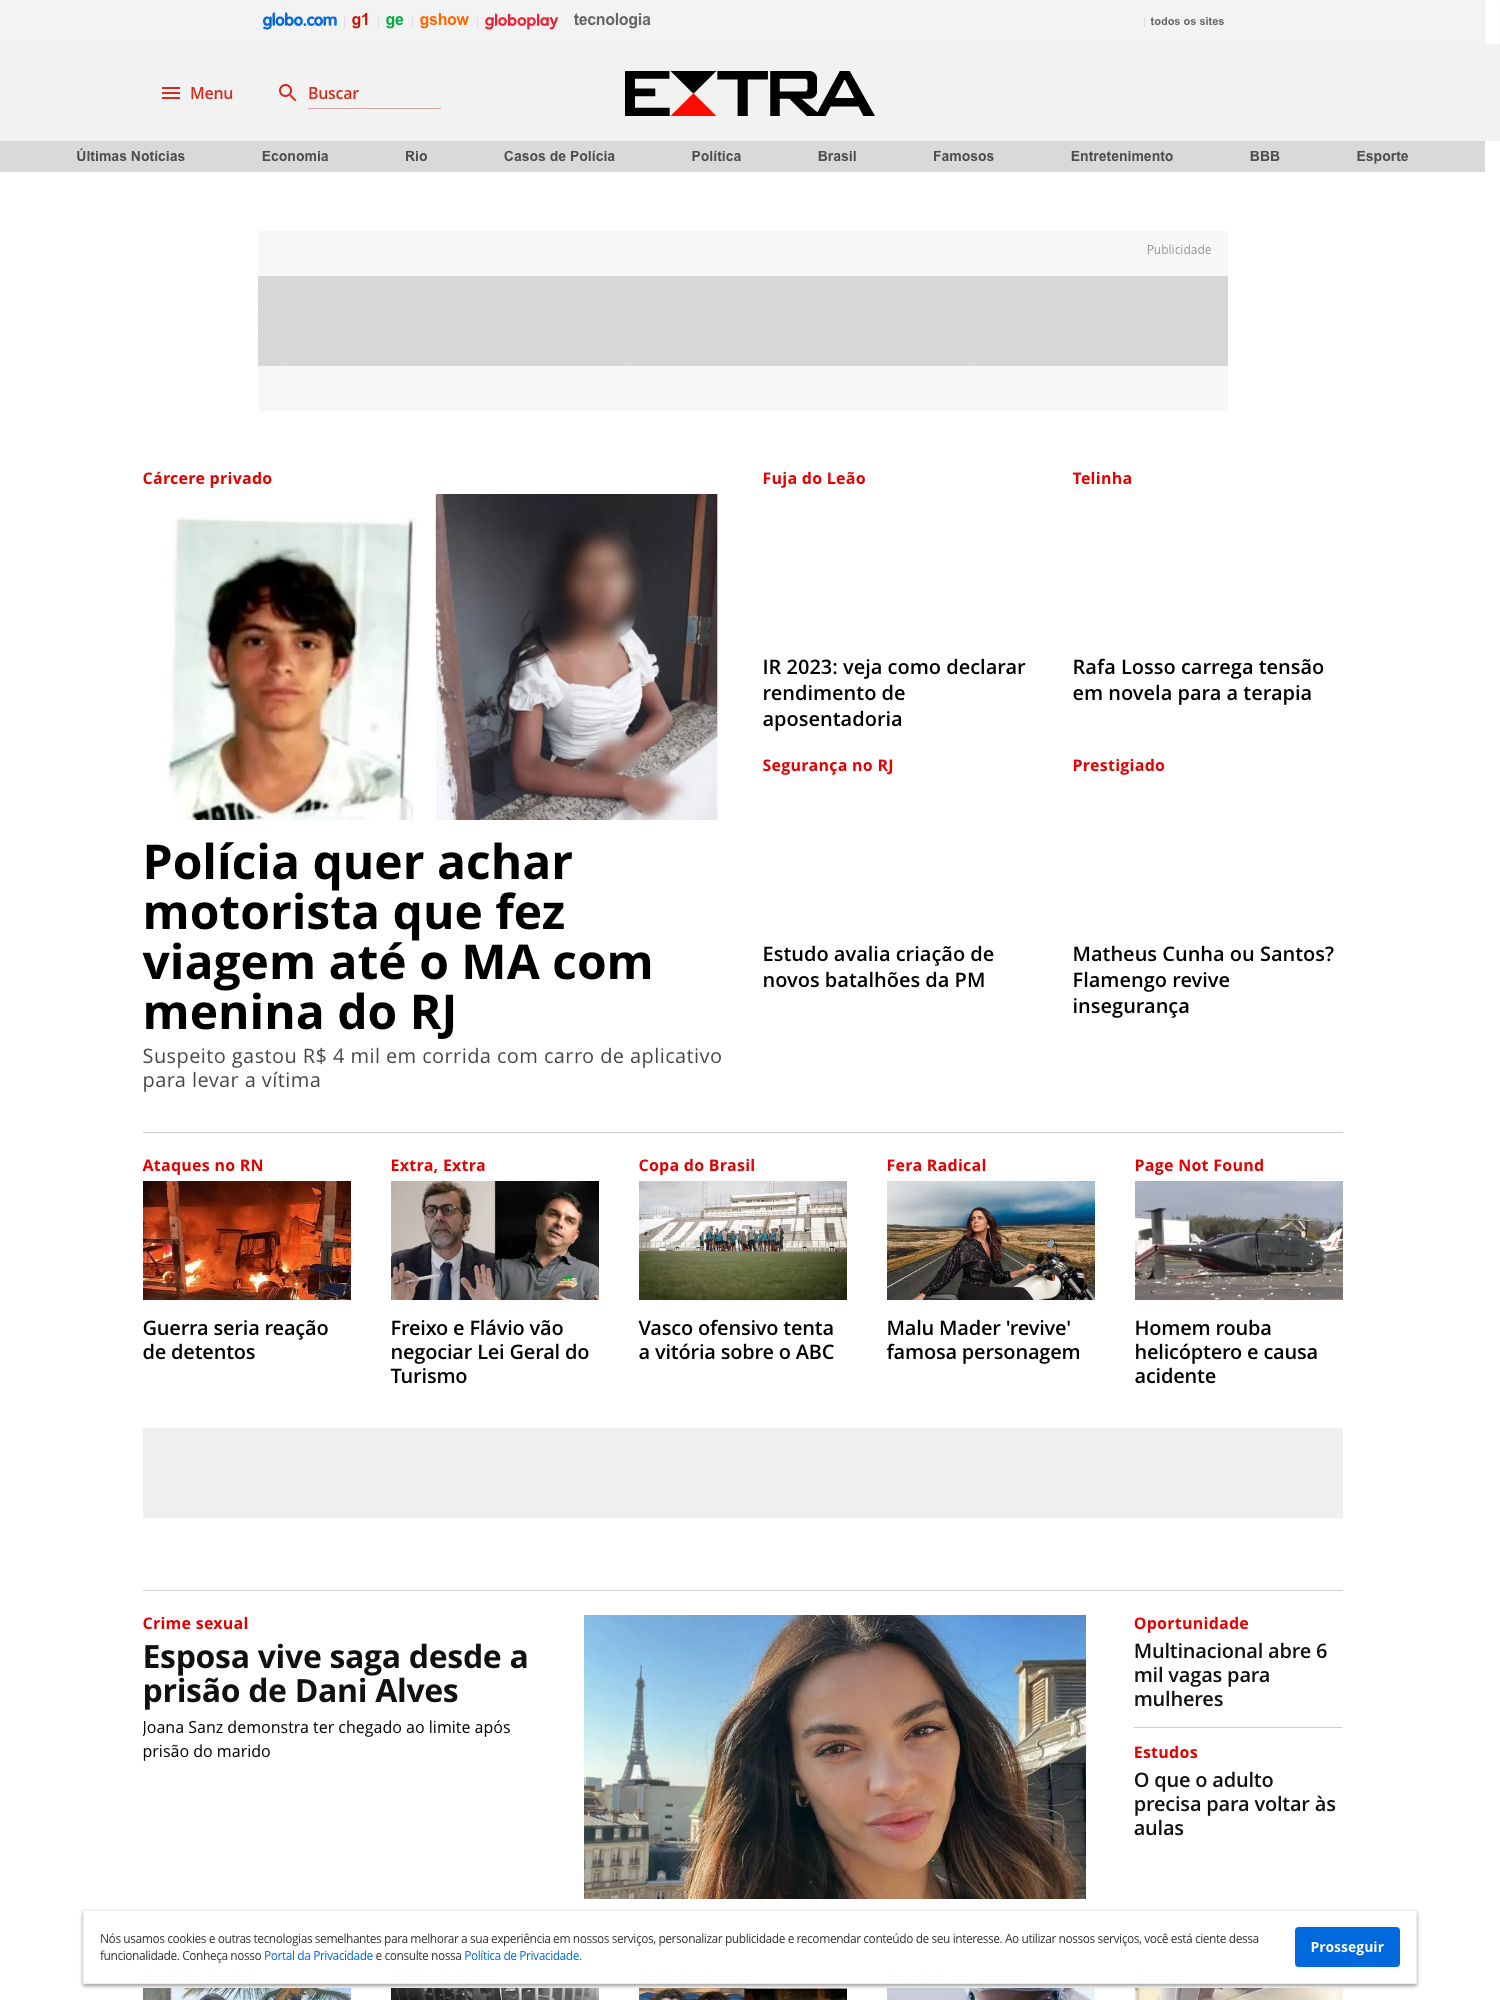 globo.com
g1
ge
gshow
globoplay
tecnologia
todos os sites
Menu
Buscar
EXTRA
Últimas Notícias
Economia
Rio
Casos de Polícia
Política
Brasil
Famosos
Entretenimento
BBB
Esporte
Publicidade
Cárcere privado
Polícia quer achar
motorista que fez
viagem até o MA com
menina do RJ
Suspeito gastou R$ 4 mil em corrida com carro de aplicativo
para levar a vítima
Fuja do Leão
IR 2023: veja como declarar
rendimento de
aposentadoria
Telinha
Rafa Losso carrega tensão
em novela para a terapia
Segurança no RJ
Estudo avalia criação de
novos batalhões da PM
Prestigiado
Matheus Cunha ou Santos?
Flamengo revive
insegurança
Ataques no RN
Guerra seria reação
de detentos
Extra, Extra
Freixo e Flávio vão
negociar Lei Geral do
Turismo
Copa do Brasil
Vasco ofensivo tenta
a vitória sobre o ABC
Fera Radical
Malu Mader 'revive'
famosa personagem
Page Not Found
Homem rouba
helicóptero e causa
acidente
Crime sexual
Esposa vive saga desde a
prisão de Dani Alves
Joana Sanz demonstra ter chegado ao limite após
prisão do marido
Oportunidade
Multinacional abre 6
mil vagas para
mulheres
Estudos
O que o adulto
precisa para voltar às
aulas
Nós usamos cookies e outras tecnologias semelhantes para melhorar a sua experiência em nossos serviços, personalizar publicidade e recomendar conteúdo de seu interesse. Ao utilizar nossos serviços, você está ciente dessa
funcionalidade. Conheça nosso Portal da Privacidade e consulte nossa Política de Privacidade.
Prosseguir